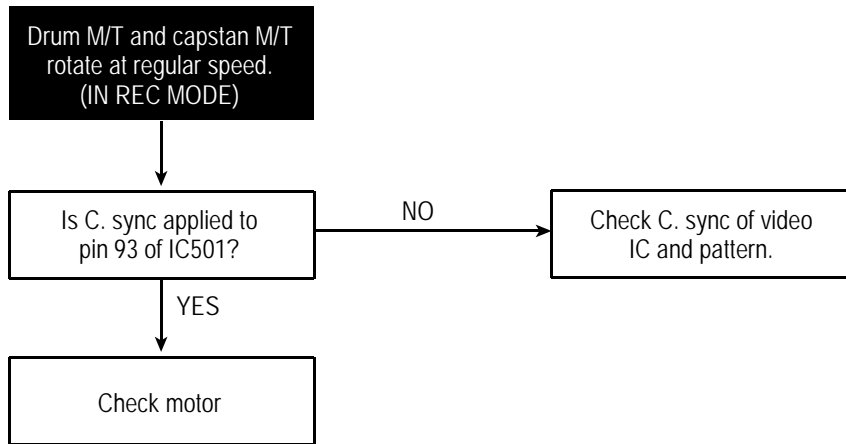 Drum M/T and capstan M/T
rotate at regular speed.
(IN REC MODE)
Is C. sync applied to
pin 93 of IC501?
NO
Check C. sync of video
IC and pattern.
YES
Check motor